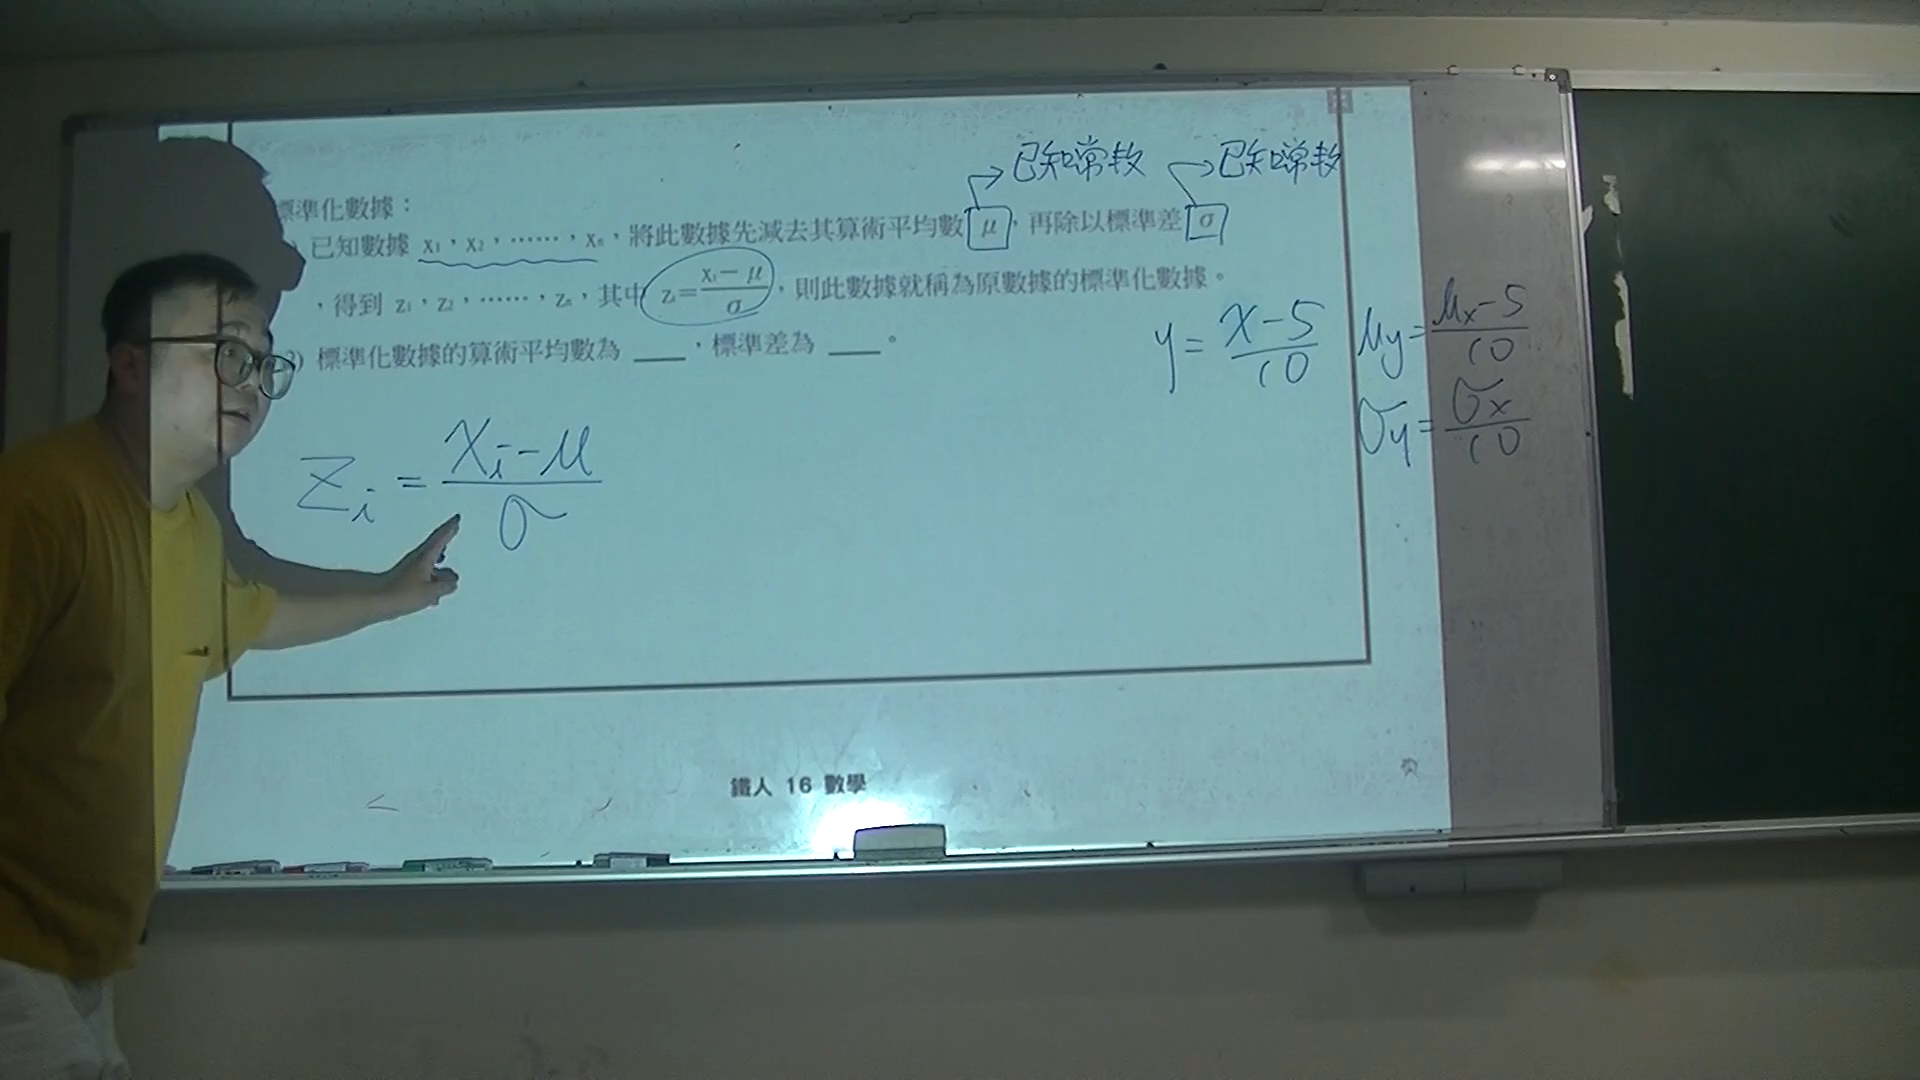 已知常數 已知常數
標準化數據：
已知數據 x₁，x₂，……，xₙ，將此數據先減去其算術平均數 μ，再除以標準差 σ
，得到 z₁，z₂，……，zₙ，其中 zᵢ=(xᵢ−μ)/σ，則此數據就稱為原數據的標準化數據。
y=(x−5)/10 μy=(μx−5)/10
) 標準化數據的算術平均數為 ____，標準差為 ____。
σy=σx/10
Zᵢ=(Xᵢ−μ)/σ
鐵人 16 數學